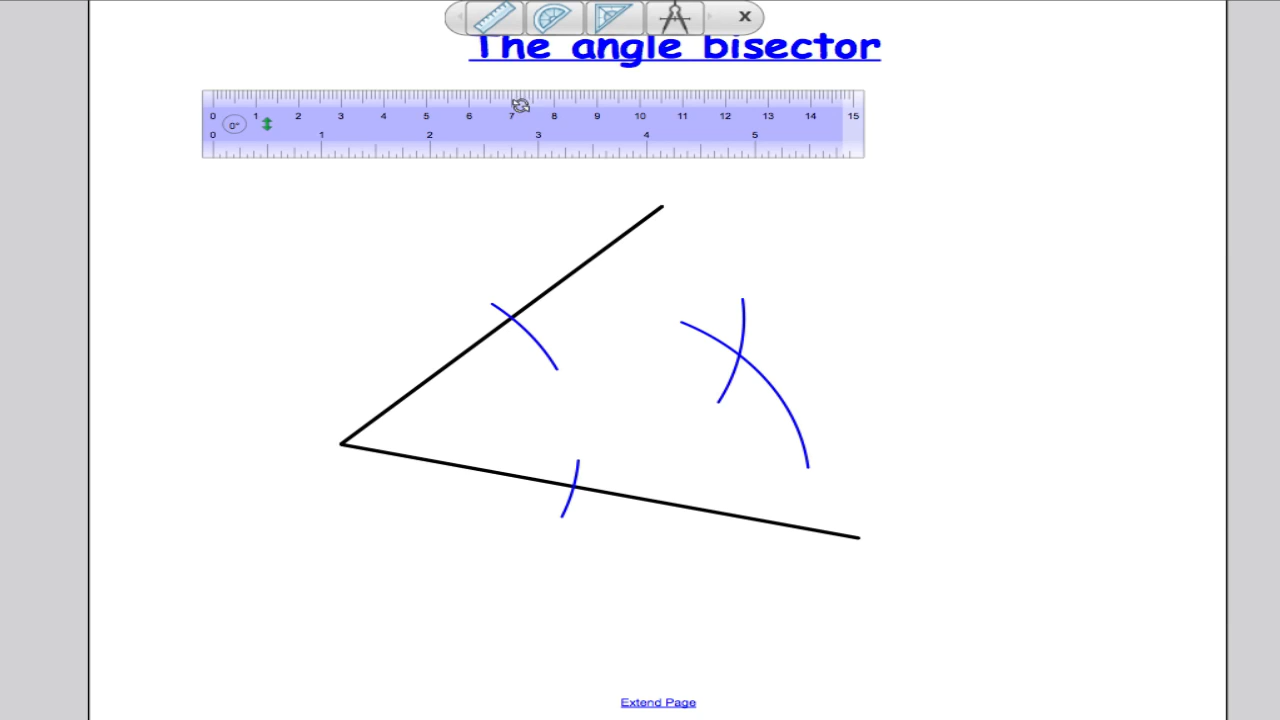 x
The angle bisector
0 1 2 3 4 5 6 7 8 9 10 11 12 13 14 15
0°
0 1 2 3 4 5
Extend Page